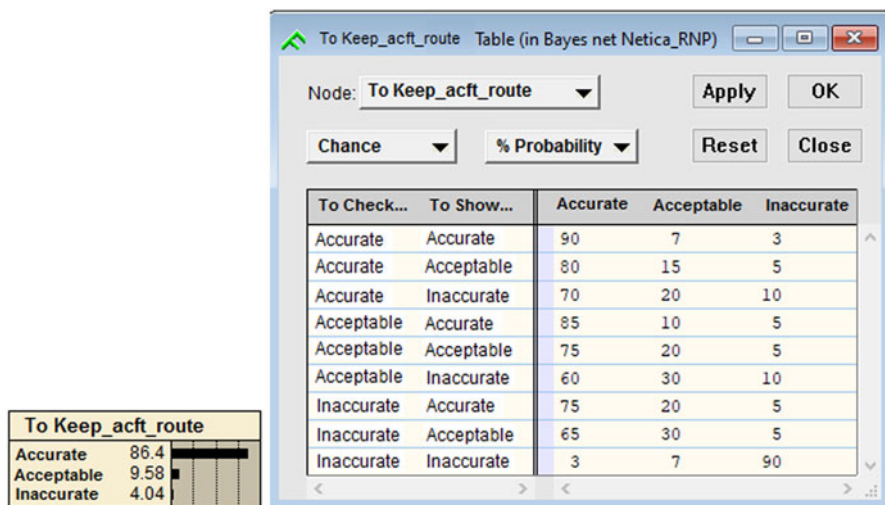 To Keep_acft_route Table (in Bayes net Netica_RNP)
Node: To Keep_acft_route Apply OK
Chance % Probability Reset Close
To Check... To Show... Accurate Acceptable Inaccurate
Accurate Accurate 90 7 3
Accurate Acceptable 80 15 5
Accurate Inaccurate 70 20 10
Acceptable Accurate 85 10 5
Acceptable Acceptable 75 20 5
Acceptable Inaccurate 60 30 10
Inaccurate Accurate 75 20 5
Inaccurate Acceptable 65 30 5
Inaccurate Inaccurate 3 7 90
To Keep_acft_route
Accurate 86.4
Acceptable 9.58
Inaccurate 4.04